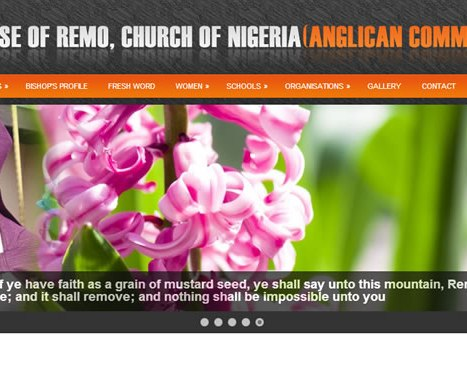 SE OF REMO, CHURCH OF NIGERIA(ANGLICAN COMM
S » BISHOP'S PROFILE FRESH WORD WOMEN » SCHOOLS » ORGANISATIONS » GALLERY CONTACT
f ye have faith as a grain of mustard seed, ye shall say unto this mountain, Re
e; and it shall remove; and nothing shall be impossible unto you